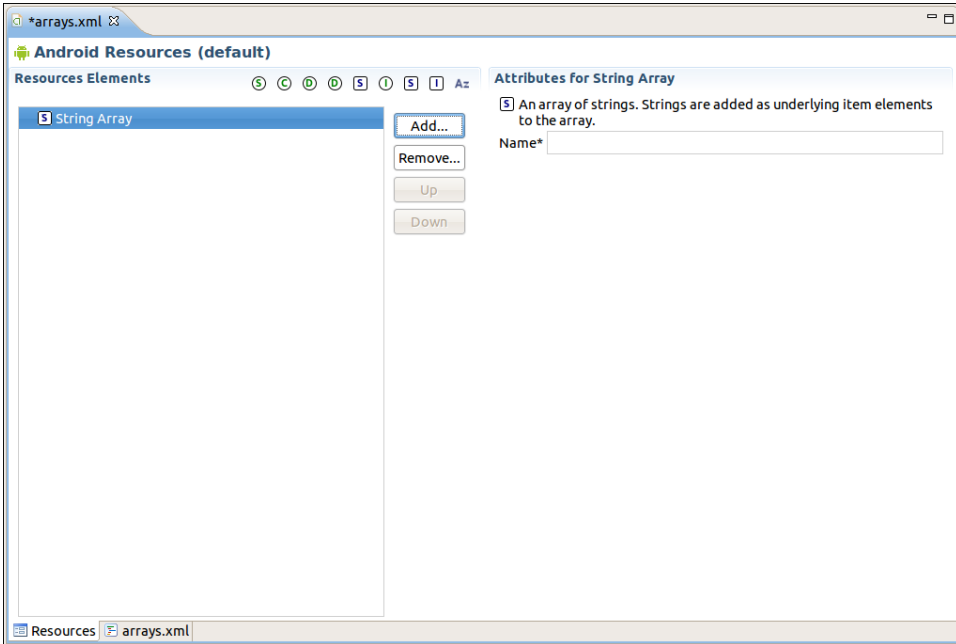 *arrays.xml
Android Resources (default)
Resources Elements
S C D D S I S I Az
String Array
Add...
Remove...
Up
Down
Attributes for String Array
S An array of strings. Strings are added as underlying item elements
to the array.
Name*
Resources arrays.xml